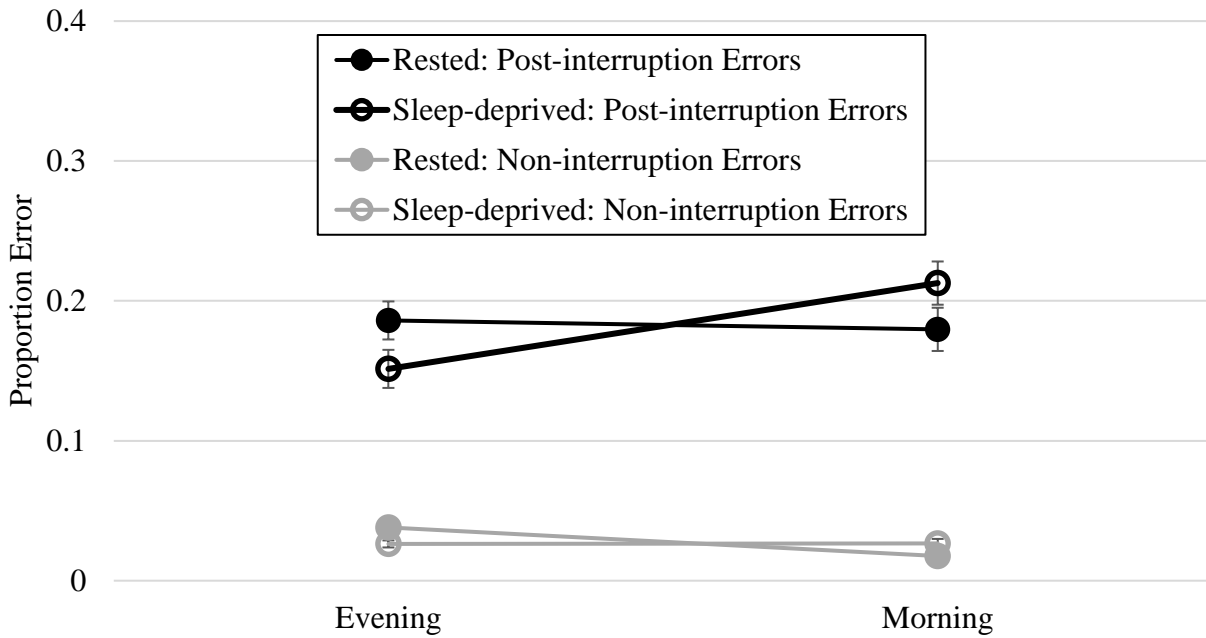 0.4
Rested: Post-interruption Errors
Sleep-deprived: Post-interruption Errors
0.3
Rested: Non-interruption Errors
Sleep-deprived: Non-interruption Errors
Proportion Error
0.2
0.1
0
Evening
Morning